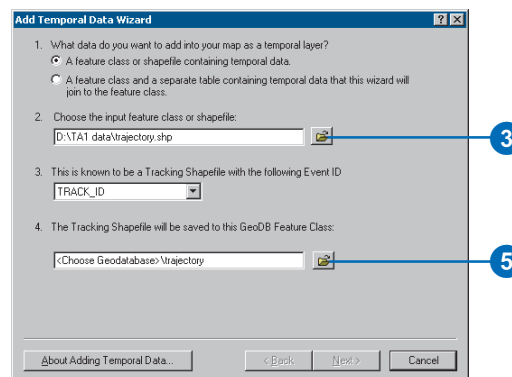 Add Temporal Data Wizard
1. What data do you want to add into your map as a temporal layer?
A feature class or shapefile containing temporal data.
A feature class and a separate table containing temporal data that this wizard will
join to the feature class.
2. Choose the input feature class or shapefile:
D:\TA1 data\trajectory.shp
3
3. This is known to be a Tracking Shapefile with the following Event ID
TRACK_ID
4. The Tracking Shapefile will be saved to this GeoDB Feature Class:
<Choose Geodatabase>\trajectory
5
About Adding Temporal Data...
< Back
Next >
Cancel